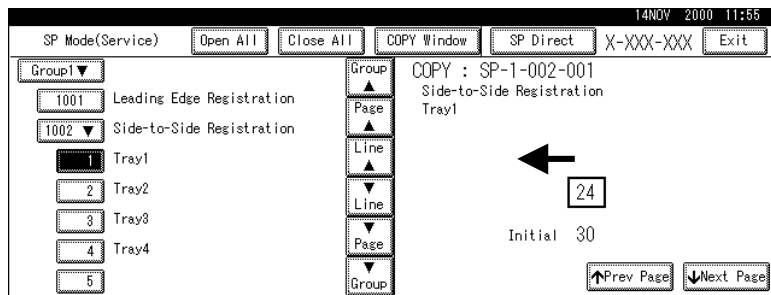 14NOV 2000 11:55
SP Mode(Service) Open All Close All COPY Window SP Direct X-XXX-XXX Exit
Group1▼
1001 Leading Edge Registration
1002 ▼ Side-to-Side Registration
1 Tray1
2 Tray2
3 Tray3
4 Tray4
5
Group
▲
Page
▲
Line
▲
▼
Line
▼
Page
▼
Group
COPY : SP-1-002-001
Side-to-Side Registration
Tray1
24
Initial 30
↑Prev Page ↓Next Page